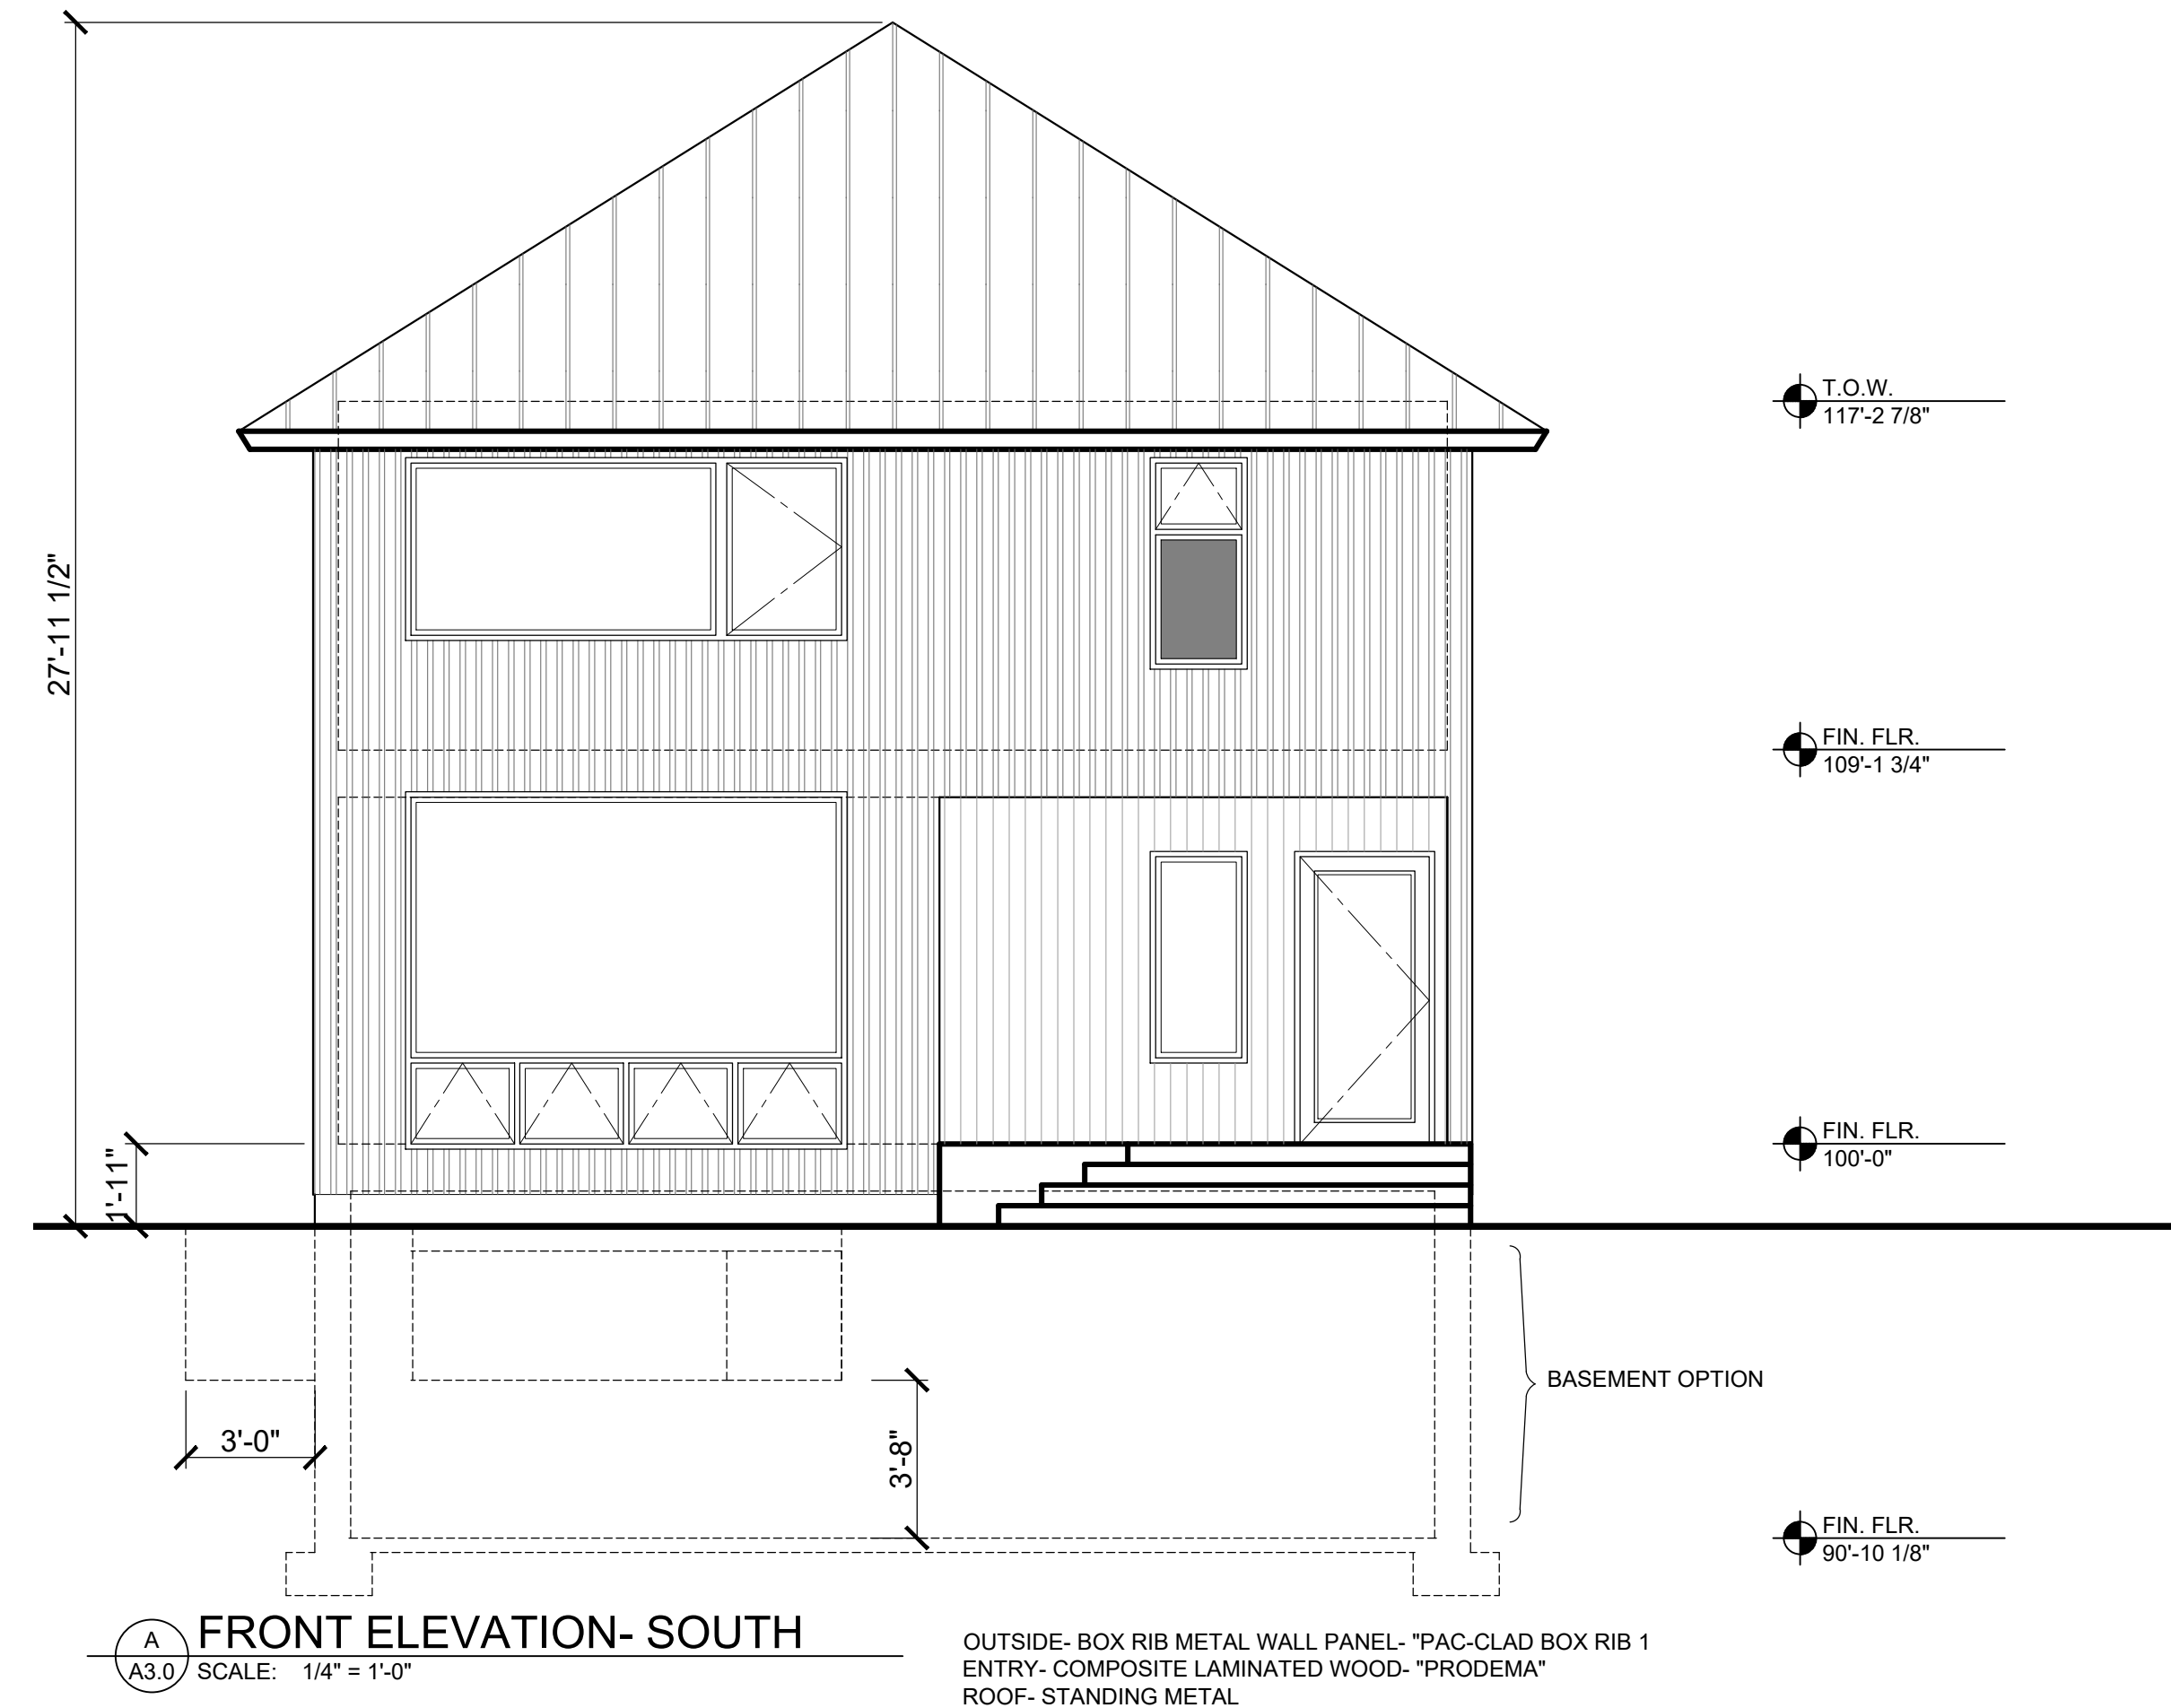 27'-11 1/2"
T.O.W.
117'-2 7/8"
FIN. FLR.
109'-1 3/4"
FIN. FLR.
100'-0"
1'-11"
BASEMENT OPTION
3'-0"
3'-8"
FIN. FLR.
90'-10 1/8"
A
A3.0
FRONT ELEVATION- SOUTH
SCALE: 1/4" = 1'-0"
OUTSIDE- BOX RIB METAL WALL PANEL- "PAC-CLAD BOX RIB 1
ENTRY- COMPOSITE LAMINATED WOOD- "PRODEMA"
ROOF- STANDING METAL